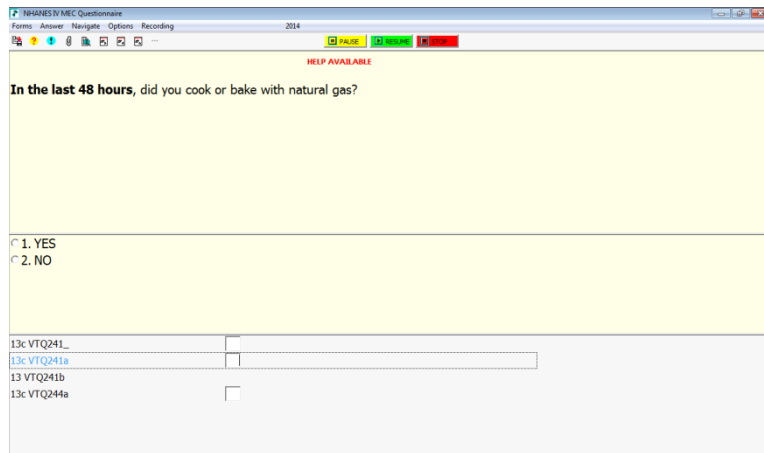 NHANES IV MEC Questionnaire
Forms Answer Navigate Options Recording 2014
PAUSE RESUME STOP
HELP AVAILABLE
In the last 48 hours, did you cook or bake with natural gas?
1. YES
2. NO
13c VTQ241_
13c VTQ241a
13 VTQ241b
13c VTQ244a